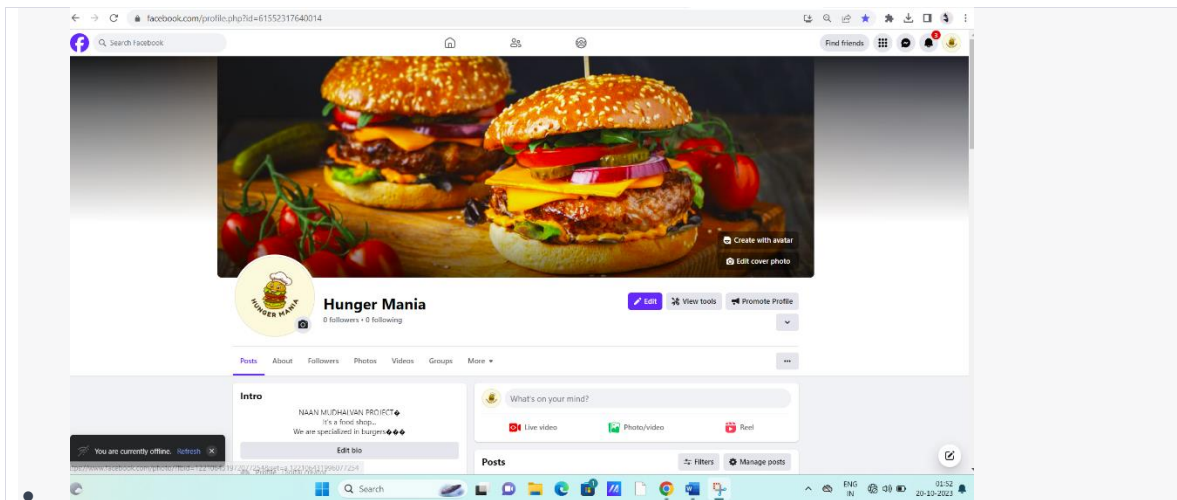 facebook.com/profile.php?id=61552317640014
Search Facebook
Find friends
3
Create with avatar
Edit cover photo
HUNGER MANIA
Hunger Mania
0 followers • 0 following
Edit
View tools
Promote Profile
Posts About Followers Photos Videos Groups More
Intro
NAAN MUDHALVAN PROJECT�
It's a food shop...
We are specialized in burgers���
Edit bio
What's on your mind?
Live video
Photo/video
Reel
Posts
Filters
Manage posts
You are currently offline. Refresh
Search
ENG
IN
01:52
20-10-2023